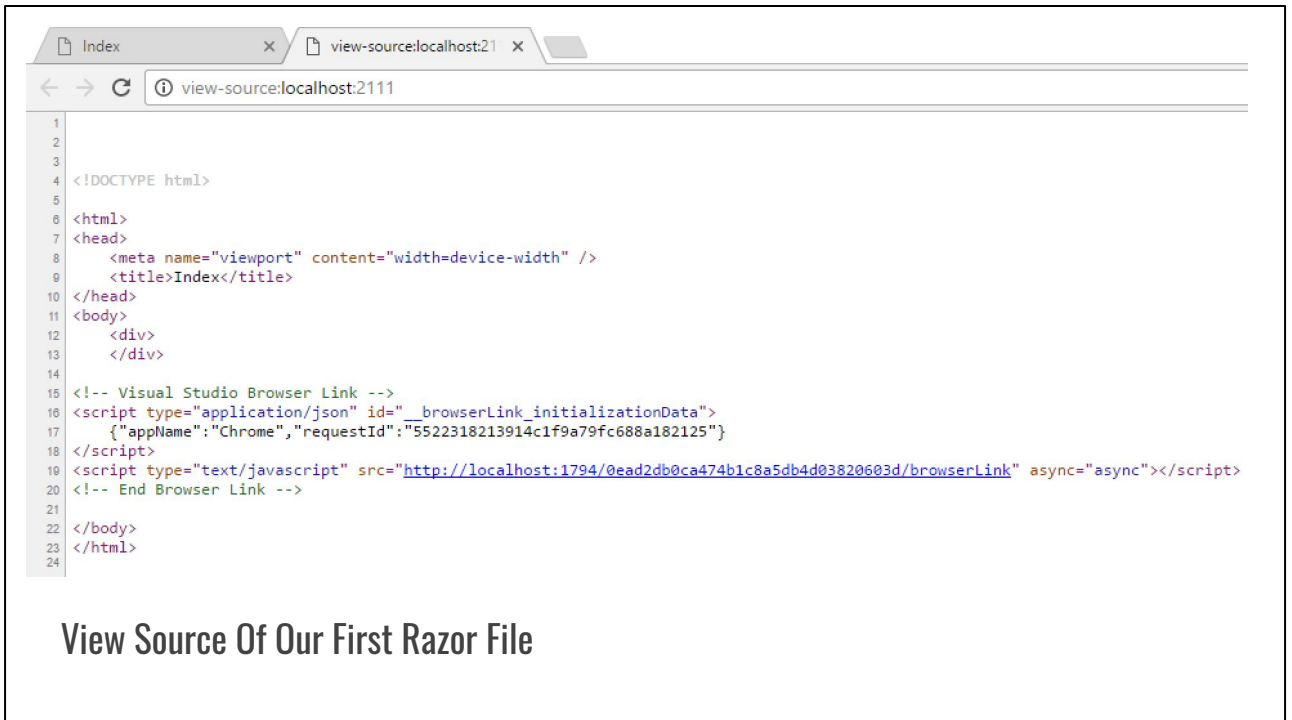 Index
view-source:localhost:21
view-source:localhost:2111
1
2
3
4 <!DOCTYPE html>
5
6 <html>
7 <head>
8     <meta name="viewport" content="width=device-width" />
9     <title>Index</title>
10 </head>
11 <body>
12     <div>
13     </div>
14
15 <!-- Visual Studio Browser Link -->
16 <script type="application/json" id="__browserLink_initializationData">
17     {"appName":"Chrome","requestId":"5522318213914c1f9a79fc688a182125"}
18 </script>
19 <script type="text/javascript" src="http://localhost:1794/0ead2db0ca474b1c8a5db4d03820603d/browserLink" async="async"></script>
20 <!-- End Browser Link -->
21
22 </body>
23 </html>
24
View Source Of Our First Razor File